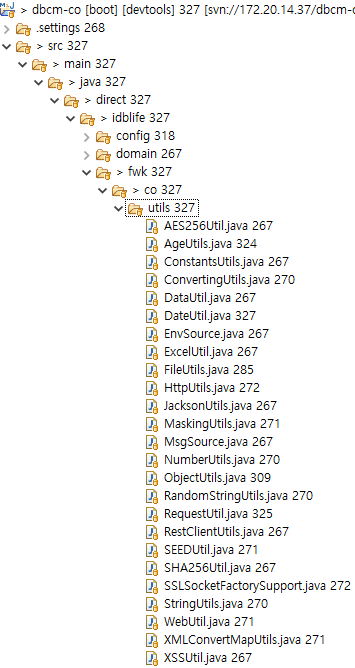 > dbcm-co [boot] [devtools] 327 [svn://172.20.14.37/dbcm-c
.settings 268
> src 327
> main 327
> java 327
> direct 327
> idblife 327
config 318
domain 267
> fwk 327
> co 327
utils 327
AES256Util.java 267
AgeUtils.java 324
ConstantsUtils.java 267
ConvertingUtils.java 270
DataUtil.java 267
DateUtil.java 327
EnvSource.java 267
ExcelUtil.java 267
FileUtils.java 285
HttpUtils.java 272
JacksonUtils.java 267
MaskingUtils.java 271
MsgSource.java 267
NumberUtils.java 270
ObjectUtils.java 309
RandomStringUtils.java 270
RequestUtil.java 325
RestClientUtils.java 267
SEEDUtil.java 271
SHA256Util.java 267
SSLSocketFactorySupport.java 272
StringUtils.java 270
WebUtil.java 271
XMLConvertMapUtils.java 271
XSSUtil.java 267